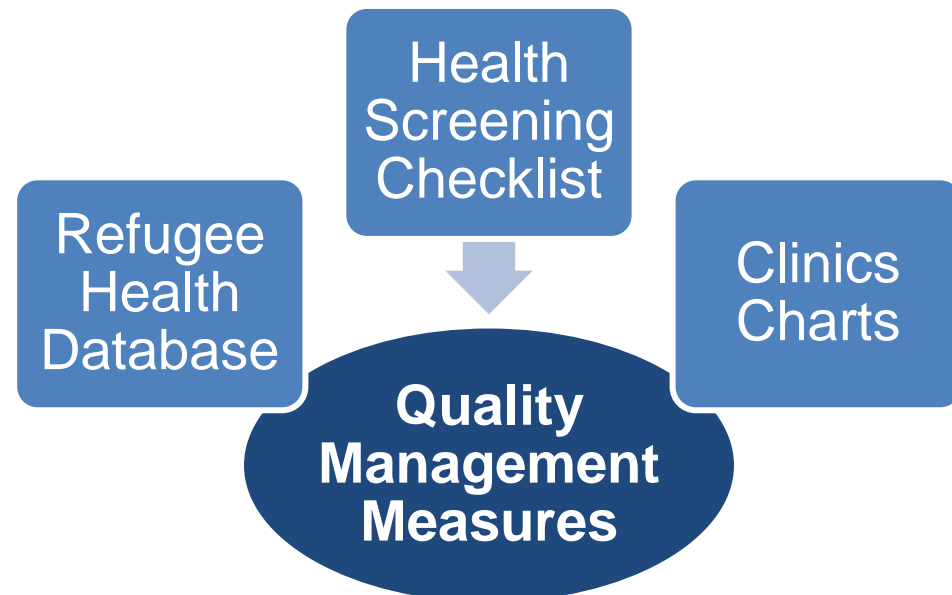 Health
Screening
Checklist
Refugee
Health
Database
Clinics
Charts
Quality
Management
Measures